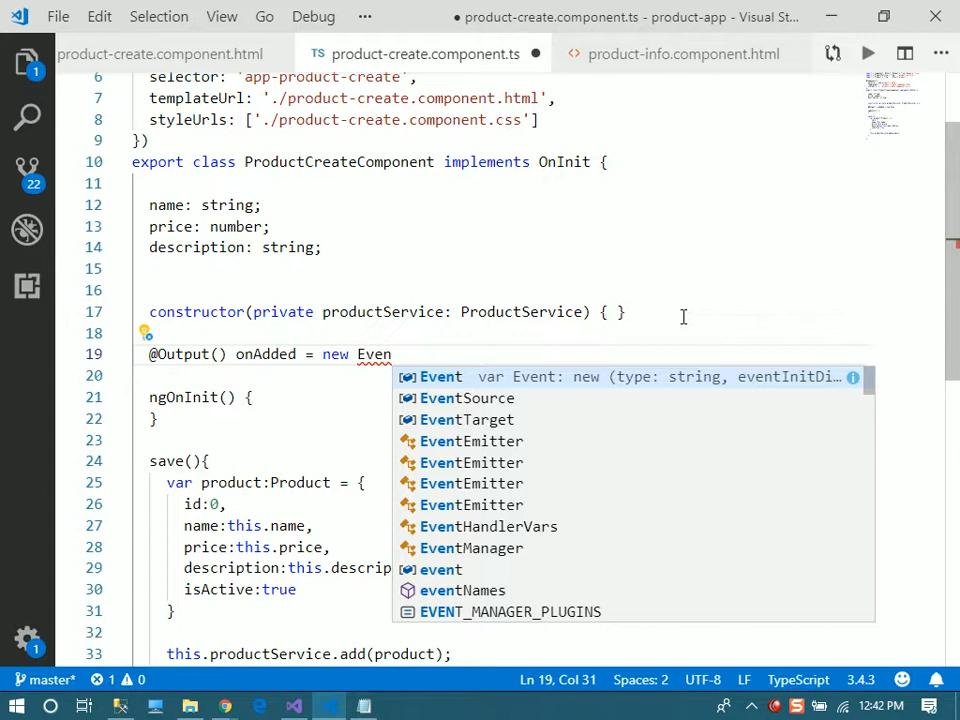 File Edit Selection View Go Debug ••• ● product-create.component.ts - product-app - Visual St...
product-create.component.html TS product-create.component.ts ● <> product-info.component.html
6 selector: 'app-product-create',
7 templateUrl: './product-create.component.html',
8 styleUrls: ['./product-create.component.css']
9 })
10 export class ProductCreateComponent implements OnInit {
11
12 name: string;
13 price: number;
14 description: string;
15
16
17 constructor(private productService: ProductService) { }
18
19 @Output() onAdded = new Even
20
Event var Event: new (type: string, eventInitDi...
EventSource
21 ngOnInit() {
22 }
EventTarget
EventEmitter
23
24 save(){
EventEmitter
25 var product:Product = {
EventEmitter
26 id:0,
EventEmitter
27 name:this.name,
EventHandlerVars
28 price:this.price,
EventManager
29 description:this.descrip
event
30 isActive:true
eventNames
31 }
EVENT_MANAGER_PLUGINS
32
33 this.productService.add(product);
1
22
1
master* 1 0 Ln 19, Col 31 Spaces: 2 UTF-8 LF TypeScript 3.4.3
12:42 PM